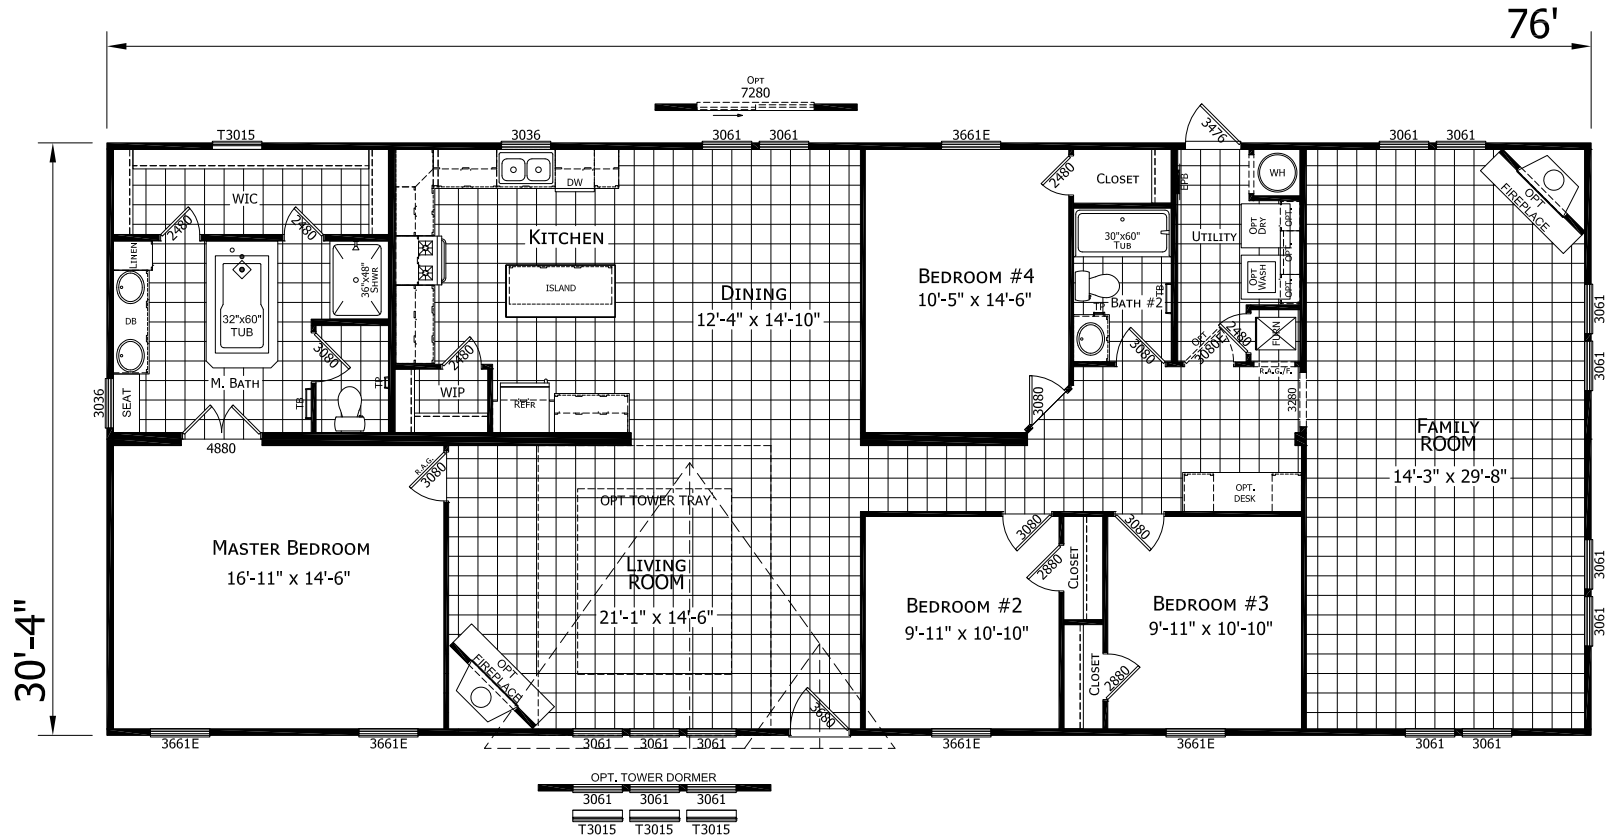 76'
OPT
7280
T3015
3036
3061
3061
3661E
3476
3061
3061
WIC
2480
2480
DW
2480
CLOSET
EPB
WH
OPT
FIREPLACE
LINEN
36"x48"
SHWR
KITCHEN
30"x60"
TUB
UTILITY
OPT
DRY
OPT.
OPT.
OPT
WASH
OPT.
DB
32"x60"
TUB
ISLAND
DINING
12'-4" x 14'-10"
BEDROOM #4
10'-5" x 14'-6"
BATH #2
TP
TB
3061
3080
M. BATH
TP
TB
SEAT
3036
2480
WIP
REFR
3080
3080
OPT
3080E
2480
FURN
R.A.G./F.
3280
3061
4880
R.A.G.
3080
FAMILY
ROOM
14'-3" x 29'-8"
OPT.
DESK
OPT TOWER TRAY
3080
3080
MASTER BEDROOM
16'-11" x 14'-6"
LIVING
ROOM
21'-1" x 14'-6"
2880
CLOSET
3061
BEDROOM #2
9'-11" x 10'-10"
BEDROOM #3
9'-11" x 10'-10"
3061
30'-4"
OPT
FIREPLACE
CLOSET
2880
3680
3661E
3661E
3061
3061
3061
3661E
3661E
3061
3061
OPT. TOWER DORMER
3061
3061
3061
T3015
T3015
T3015